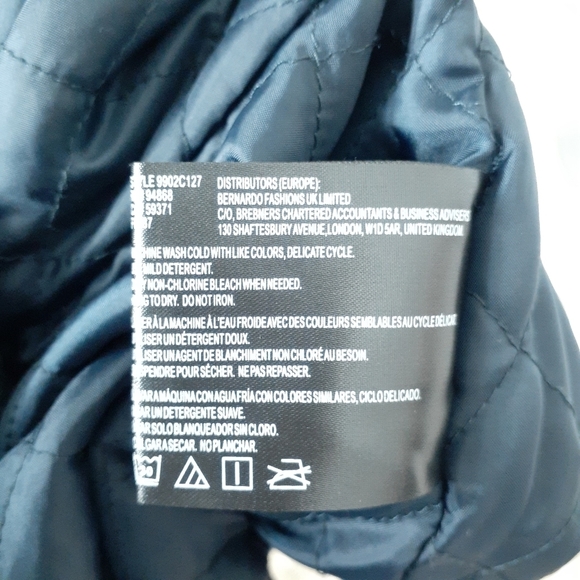 9902C127
94868
59371
DISTRIBUTORS (EUROPE):
BERNARDO FASHIONS UK LIMITED
C/O, BREBNERS CHARTERED ACCOUNTANTS & BUSINESS ADVISERS
130 SHAFTESBURY AVENUE, LONDON, W1D 5AR, UNITED KINGDOM
WASH COLD WITH LIKE COLORS, DELICATE CYCLE.
MILD DETERGENT.
NON-CHLORINE BLEACH WHEN NEEDED.
TO DRY. DO NOT IRON.
À LA MACHINE À L'EAU FROIDE AVEC DES COULEURS SEMBLABLES AU CYCLE DÉLICAT.
UN DÉTERGENT DOUX.
UN AGENT DE BLANCHIMENT NON CHLORÉ AU BESOIN.
POUR SÉCHER. NE PAS REPASSER.
A MÁQUINA CON AGUA FRÍA CON COLORES SIMILARES, CICLO DELICADO.
UN DETERGENTE SUAVE.
SOLO BLANQUEADOR SIN CLORO.
A SECAR. NO PLANCHAR.